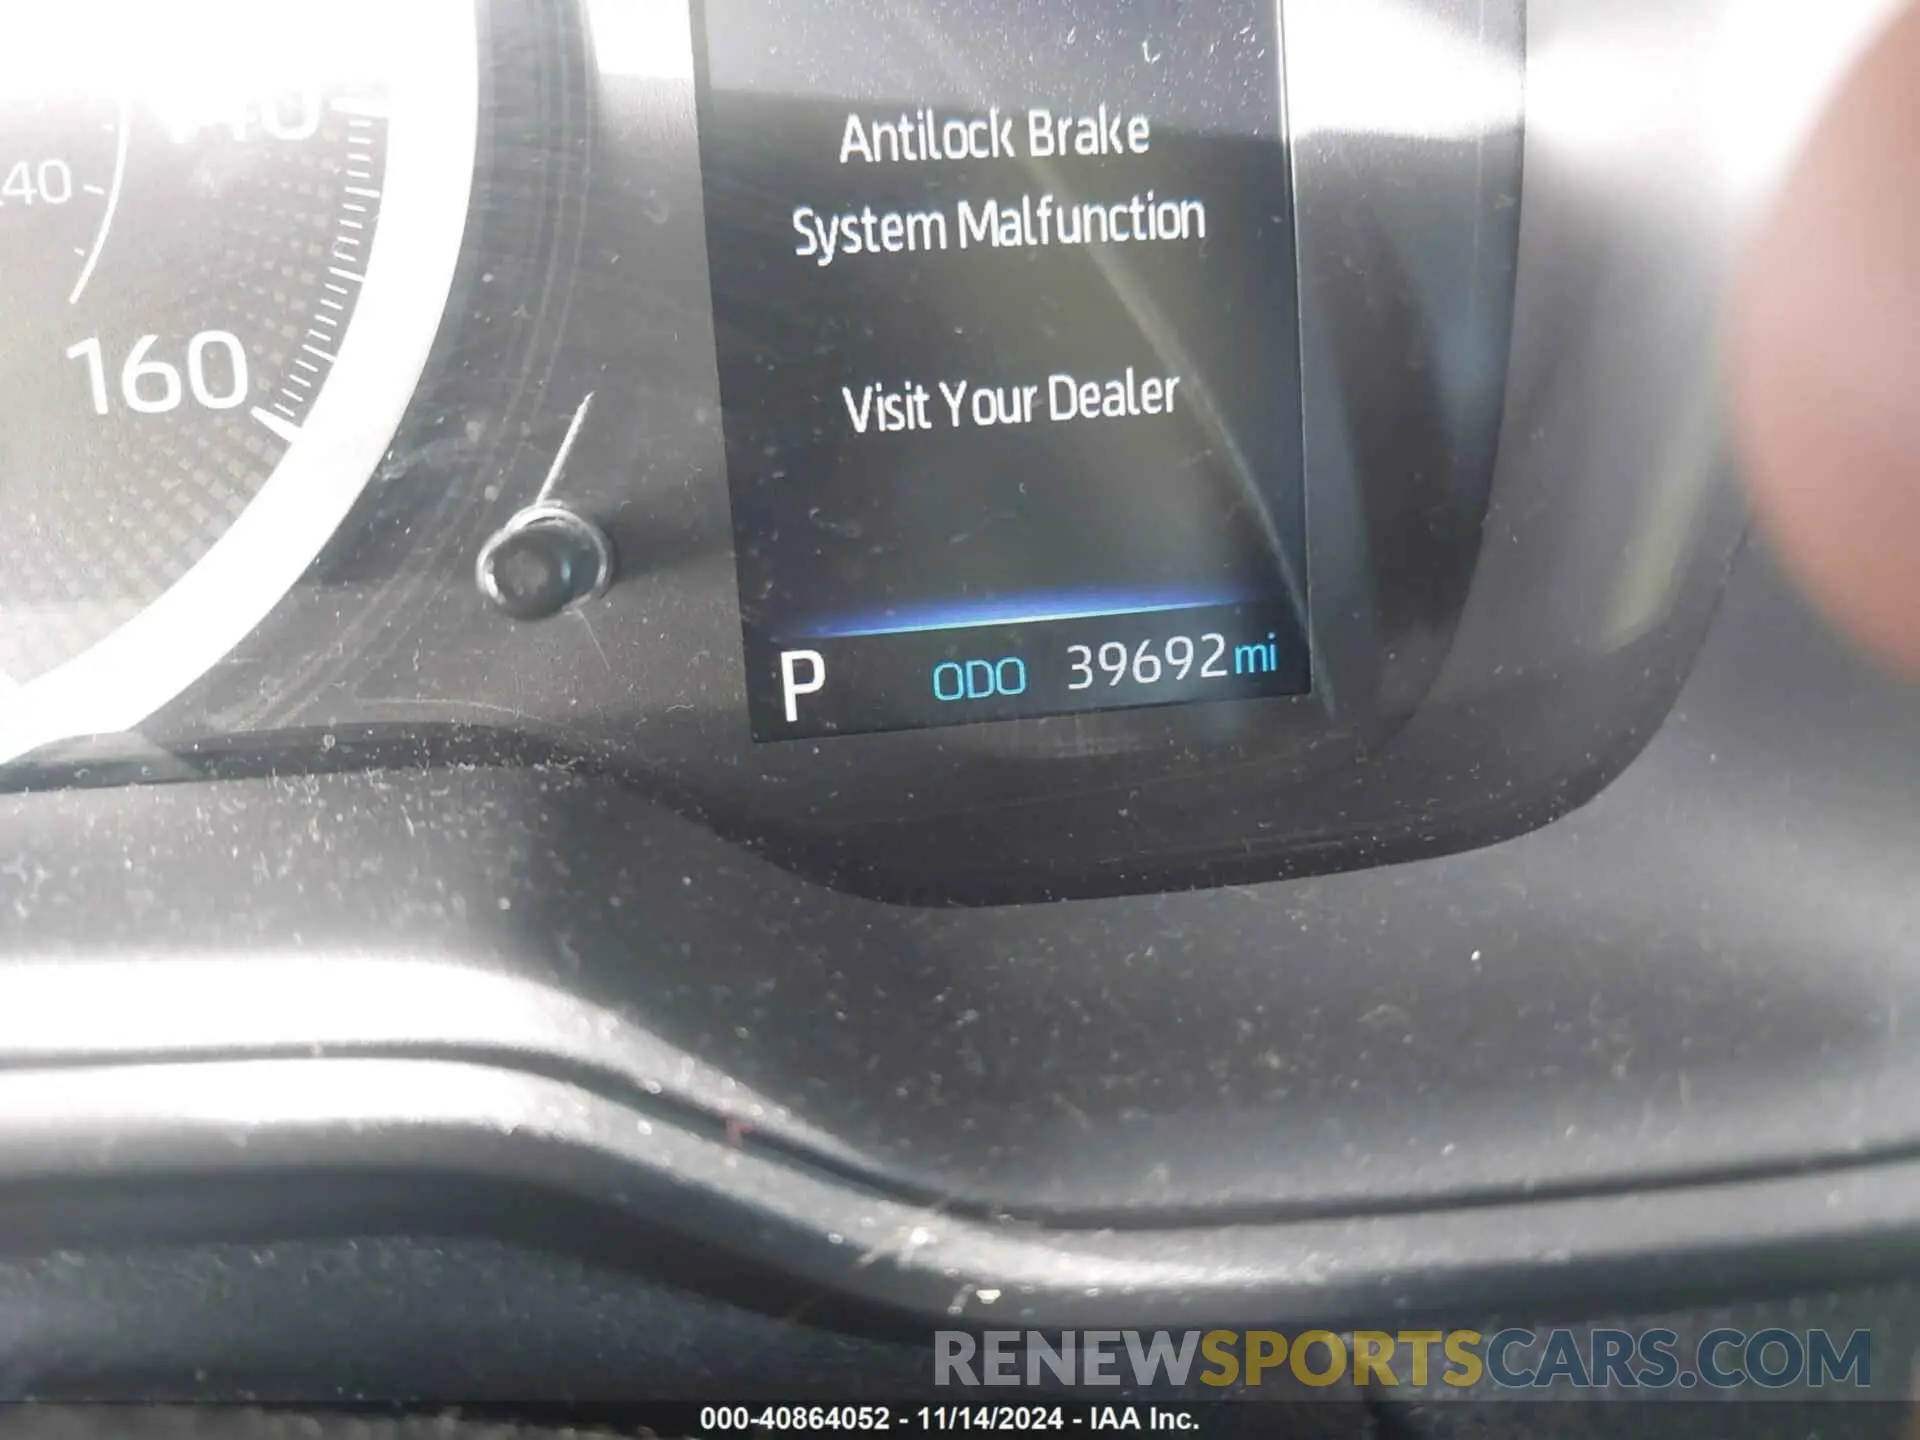 140
160
Antilock Brake
System Malfunction
Visit Your Dealer
P ODO 39692 mi
RENEWSPORTSCARS.COM
000-40864052 - 11/14/2024 - IAA Inc.